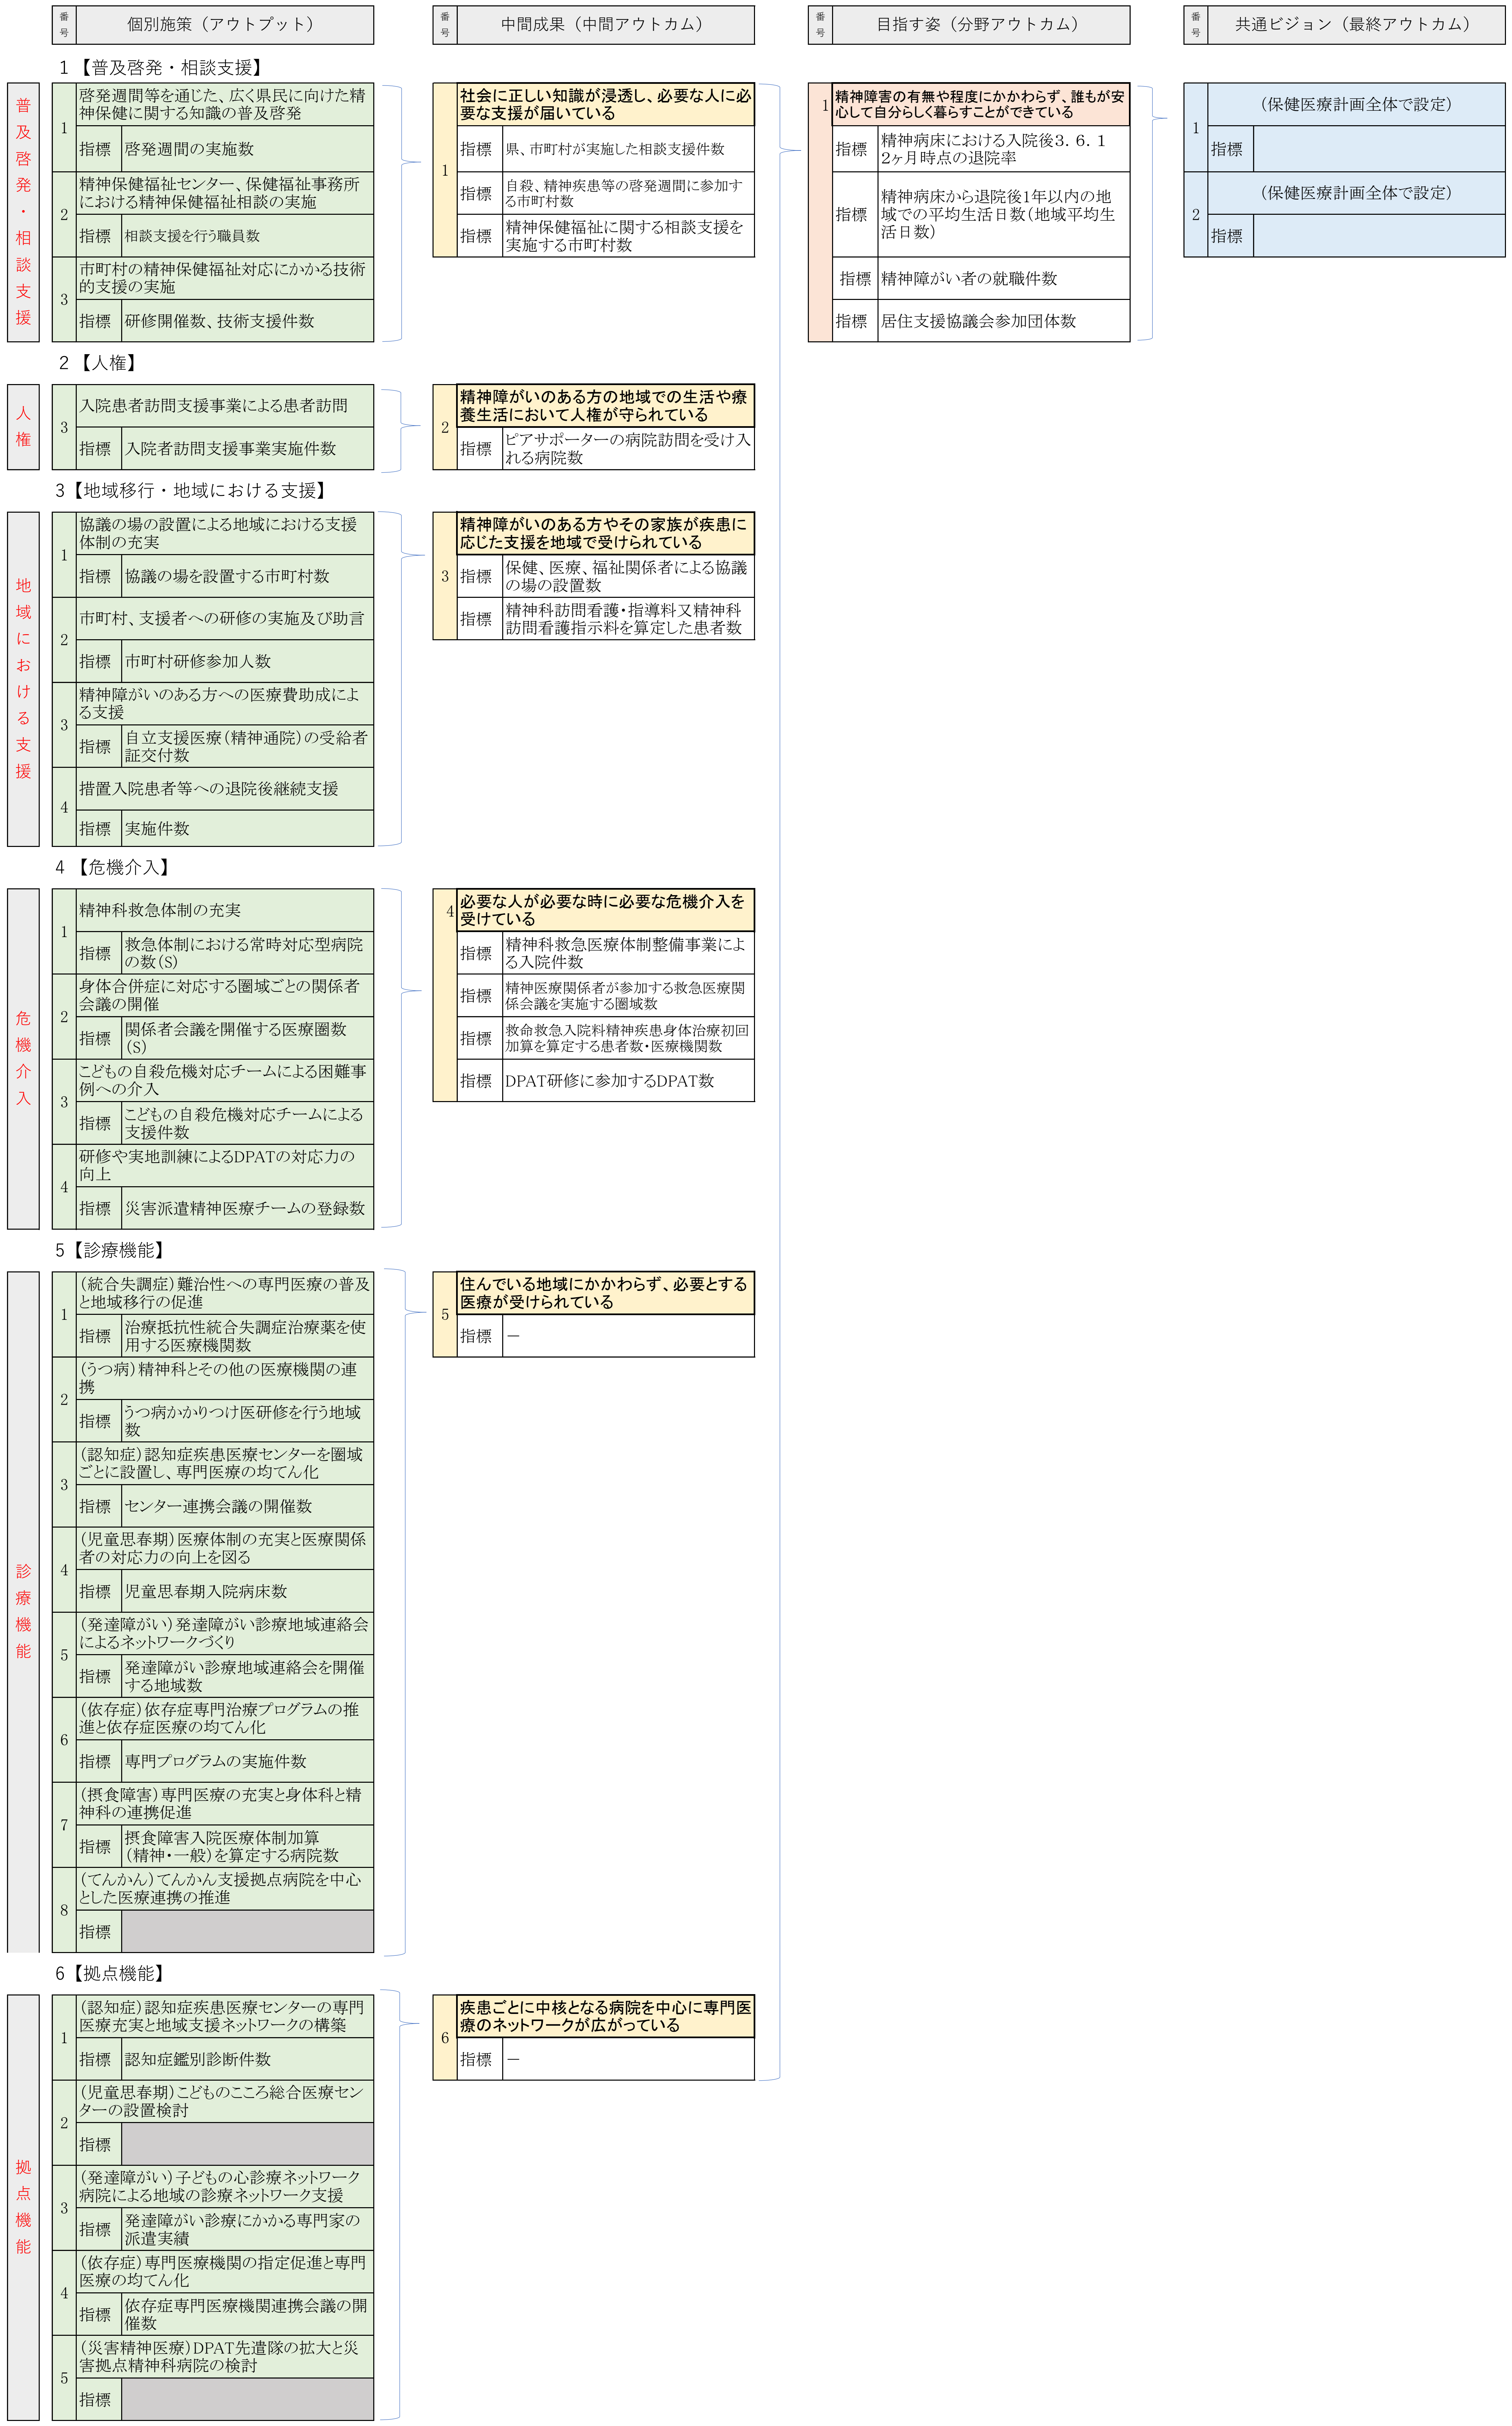 番号
個別施策（アウトプット）
番号
中間成果（中間アウトカム）
番号
目指す姿（分野アウトカム）
番号
共通ビジョン（最終アウトカム）
1 【普及啓発・相談支援】
普及啓発・相談支援
1
啓発週間等を通じた、広く県民に向けた精
神保健に関する知識の普及啓発
指標
啓発週間の実施数
2
精神保健福祉センター、保健福祉事務所
における精神保健福祉相談の実施
指標
相談支援を行う職員数
3
市町村の精神保健福祉対応にかかる技術
的支援の実施
指標
研修開催数、技術支援件数
1
社会に正しい知識が浸透し、必要な人に必
要な支援が届いている
指標
県、市町村が実施した相談支援件数
指標
自殺、精神疾患等の啓発週間に参加す
る市町村数
指標
精神保健福祉に関する相談支援を
実施する市町村数
1
精神障害の有無や程度にかかわらず、誰もが安
心して自分らしく暮らすことができている
指標
精神病床における入院後３．６．１
２ヶ月時点の退院率
指標
精神病床から退院後1年以内の地
域での平均生活日数（地域平均生
活日数）
指標
精神障がい者の就職件数
指標
居住支援協議会参加団体数
1
（保健医療計画全体で設定）
指標
2
（保健医療計画全体で設定）
指標
2 【人権】
人権
3
入院患者訪問支援事業による患者訪問
指標
入院者訪問支援事業実施件数
2
精神障がいのある方の地域での生活や療
養生活において人権が守られている
指標
ピアサポーターの病院訪問を受け入
れる病院数
3【地域移行・地域における支援】
地域における支援
1
協議の場の設置による地域における支援
体制の充実
指標
協議の場を設置する市町村数
2
市町村、支援者への研修の実施及び助言
指標
市町村研修参加人数
3
精神障がいのある方への医療費助成によ
る支援
指標
自立支援医療（精神通院）の受給者
証交付数
4
措置入院患者等への退院後継続支援
指標
実施件数
3
精神障がいのある方やその家族が疾患に
応じた支援を地域で受けられている
指標
保健、医療、福祉関係者による協議
の場の設置数
指標
精神科訪問看護・指導料又精神科
訪問看護指示料を算定した患者数
4 【危機介入】
危機介入
1
精神科救急体制の充実
指標
救急体制における常時対応型病院
の数（S）
2
身体合併症に対応する圏域ごとの関係者
会議の開催
指標
関係者会議を開催する医療圏数
（S）
3
こどもの自殺危機対応チームによる困難事
例への介入
指標
こどもの自殺危機対応チームによる
支援件数
4
研修や実地訓練によるDPATの対応力の
向上
指標
災害派遣精神医療チームの登録数
4
必要な人が必要な時に必要な危機介入を
受けている
指標
精神科救急医療体制整備事業によ
る入院件数
指標
精神医療関係者が参加する救急医療関
係会議を実施する圏域数
指標
救命救急入院料精神疾患身体治療初回
加算を算定する患者数・医療機関数
指標
DPAT研修に参加するDPAT数
5【診療機能】
診療機能
1
（統合失調症）難治性への専門医療の普及
と地域移行の促進
指標
治療抵抗性統合失調症治療薬を使
用する医療機関数
2
（うつ病）精神科とその他の医療機関の連
携
指標
うつ病かかりつけ医研修を行う地域
数
3
（認知症）認知症疾患医療センターを圏域
ごとに設置し、専門医療の均てん化
指標
センター連携会議の開催数
4
（児童思春期）医療体制の充実と医療関係
者の対応力の向上を図る
指標
児童思春期入院病床数
5
（発達障がい）発達障がい診療地域連絡会
によるネットワークづくり
指標
発達障がい診療地域連絡会を開催
する地域数
6
（依存症）依存症専門治療プログラムの推
進と依存症医療の均てん化
指標
専門プログラムの実施件数
7
（摂食障害）専門医療の充実と身体科と精
神科の連携促進
指標
摂食障害入院医療体制加算
（精神・一般）を算定する病院数
8
（てんかん）てんかん支援拠点病院を中心
とした医療連携の推進
指標
5
住んでいる地域にかかわらず、必要とする
医療が受けられている
指標
－
6【拠点機能】
拠点機能
1
（認知症）認知症疾患医療センターの専門
医療充実と地域支援ネットワークの構築
指標
認知症鑑別診断件数
2
（児童思春期）こどものこころ総合医療セン
ターの設置検討
指標
3
（発達障がい）子どもの心診療ネットワーク
病院による地域の診療ネットワーク支援
指標
発達障がい診療にかかる専門家の
派遣実績
4
（依存症）専門医療機関の指定促進と専門
医療の均てん化
指標
依存症専門医療機関連携会議の開
催数
5
（災害精神医療）DPAT先遣隊の拡大と災
害拠点精神科病院の検討
指標
6
疾患ごとに中核となる病院を中心に専門医
療のネットワークが広がっている
指標
－